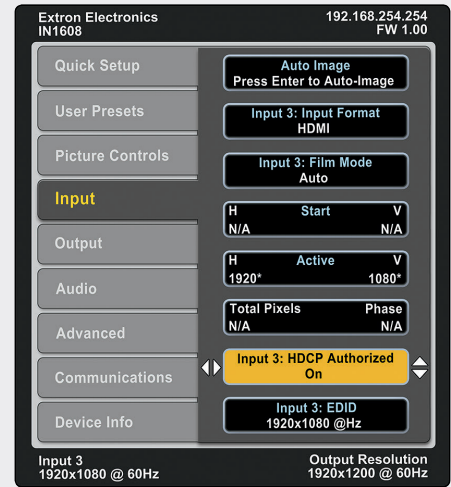 Extron Electronics
IN1608
192.168.254.254
FW 1.00
Quick Setup
User Presets
Picture Controls
Input
Output
Audio
Advanced
Communications
Device Info
Auto Image
Press Enter to Auto-Image
Input 3: Input Format
HDMI
Input 3: Film Mode
Auto
H Start V
N/A N/A
H Active V
1920* 1080*
Total Pixels Phase
N/A N/A
Input 3: HDCP Authorized
On
Input 3: EDID
1920x1080 @Hz
Input 3
1920x1080 @ 60Hz
Output Resolution
1920x1200 @ 60Hz